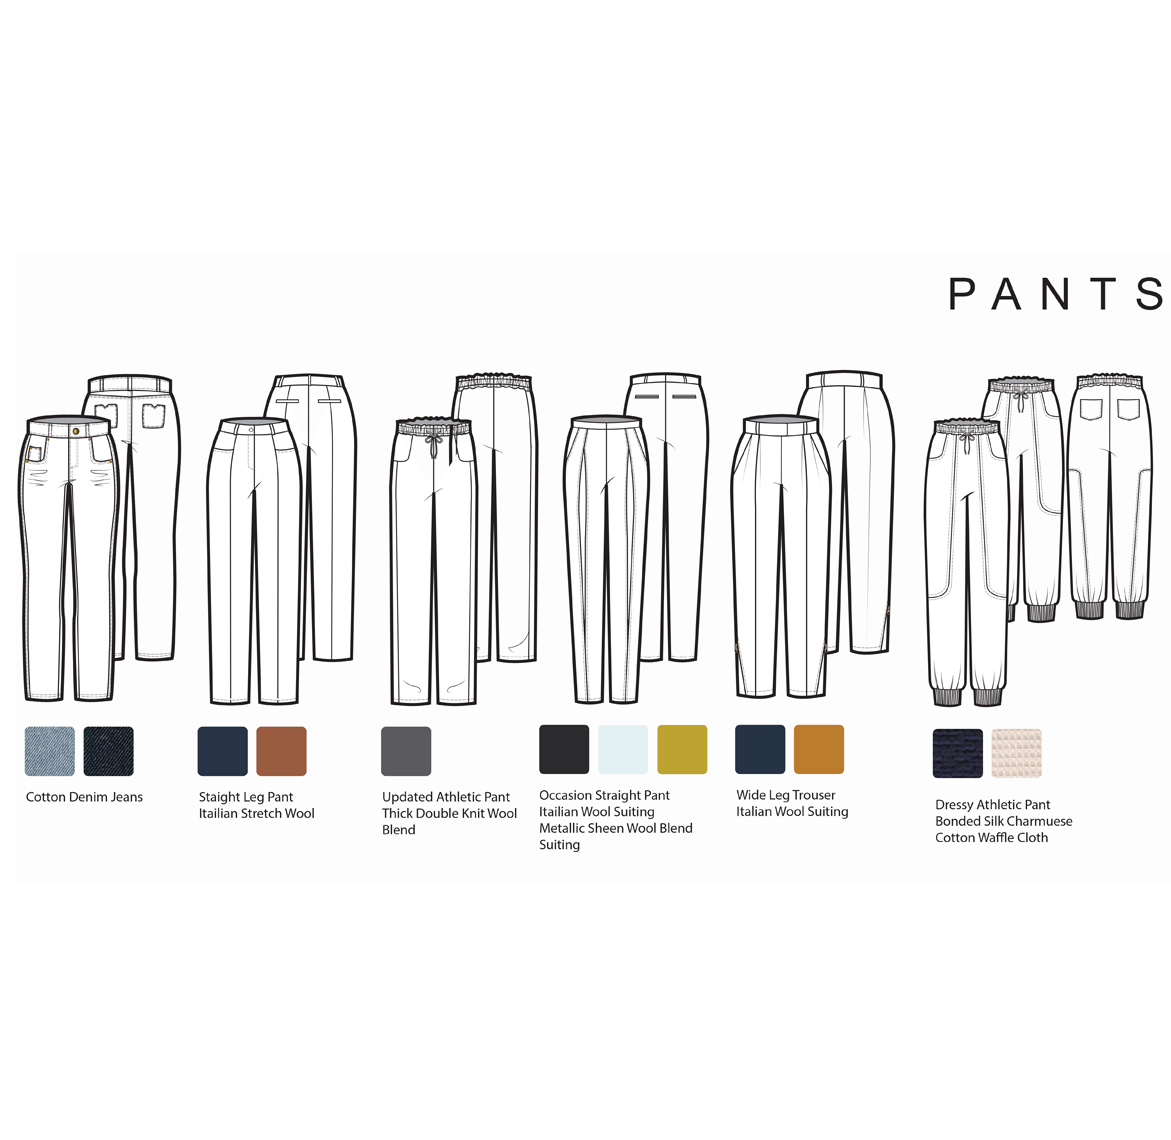 PANTS
Cotton Denim Jeans
Staight Leg Pant
Itailian Stretch Wool
Updated Athletic Pant
Thick Double Knit Wool
Blend
Occasion Straight Pant
Itailian Wool Suiting
Metallic Sheen Wool Blend
Suiting
Wide Leg Trouser
Italian Wool Suiting
Dressy Athletic Pant
Bonded Silk Charmuese
Cotton Waffle Cloth